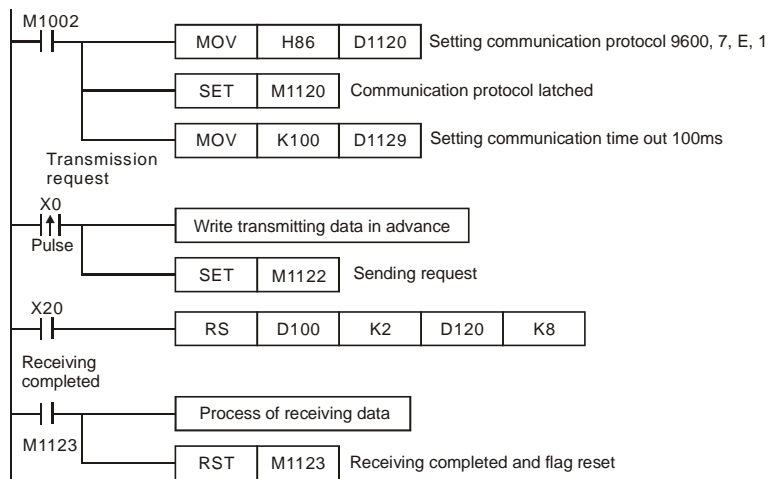 M1002
MOV H86 D1120 Setting communication protocol 9600, 7, E, 1
SET M1120 Communication protocol latched
MOV K100 D1129 Setting communication time out 100ms
Transmission
request
X0
Write transmitting data in advance
Pulse
SET M1122 Sending request
X20
RS D100 K2 D120 K8
Receiving
completed
Process of receiving data
M1123
RST M1123 Receiving completed and flag reset